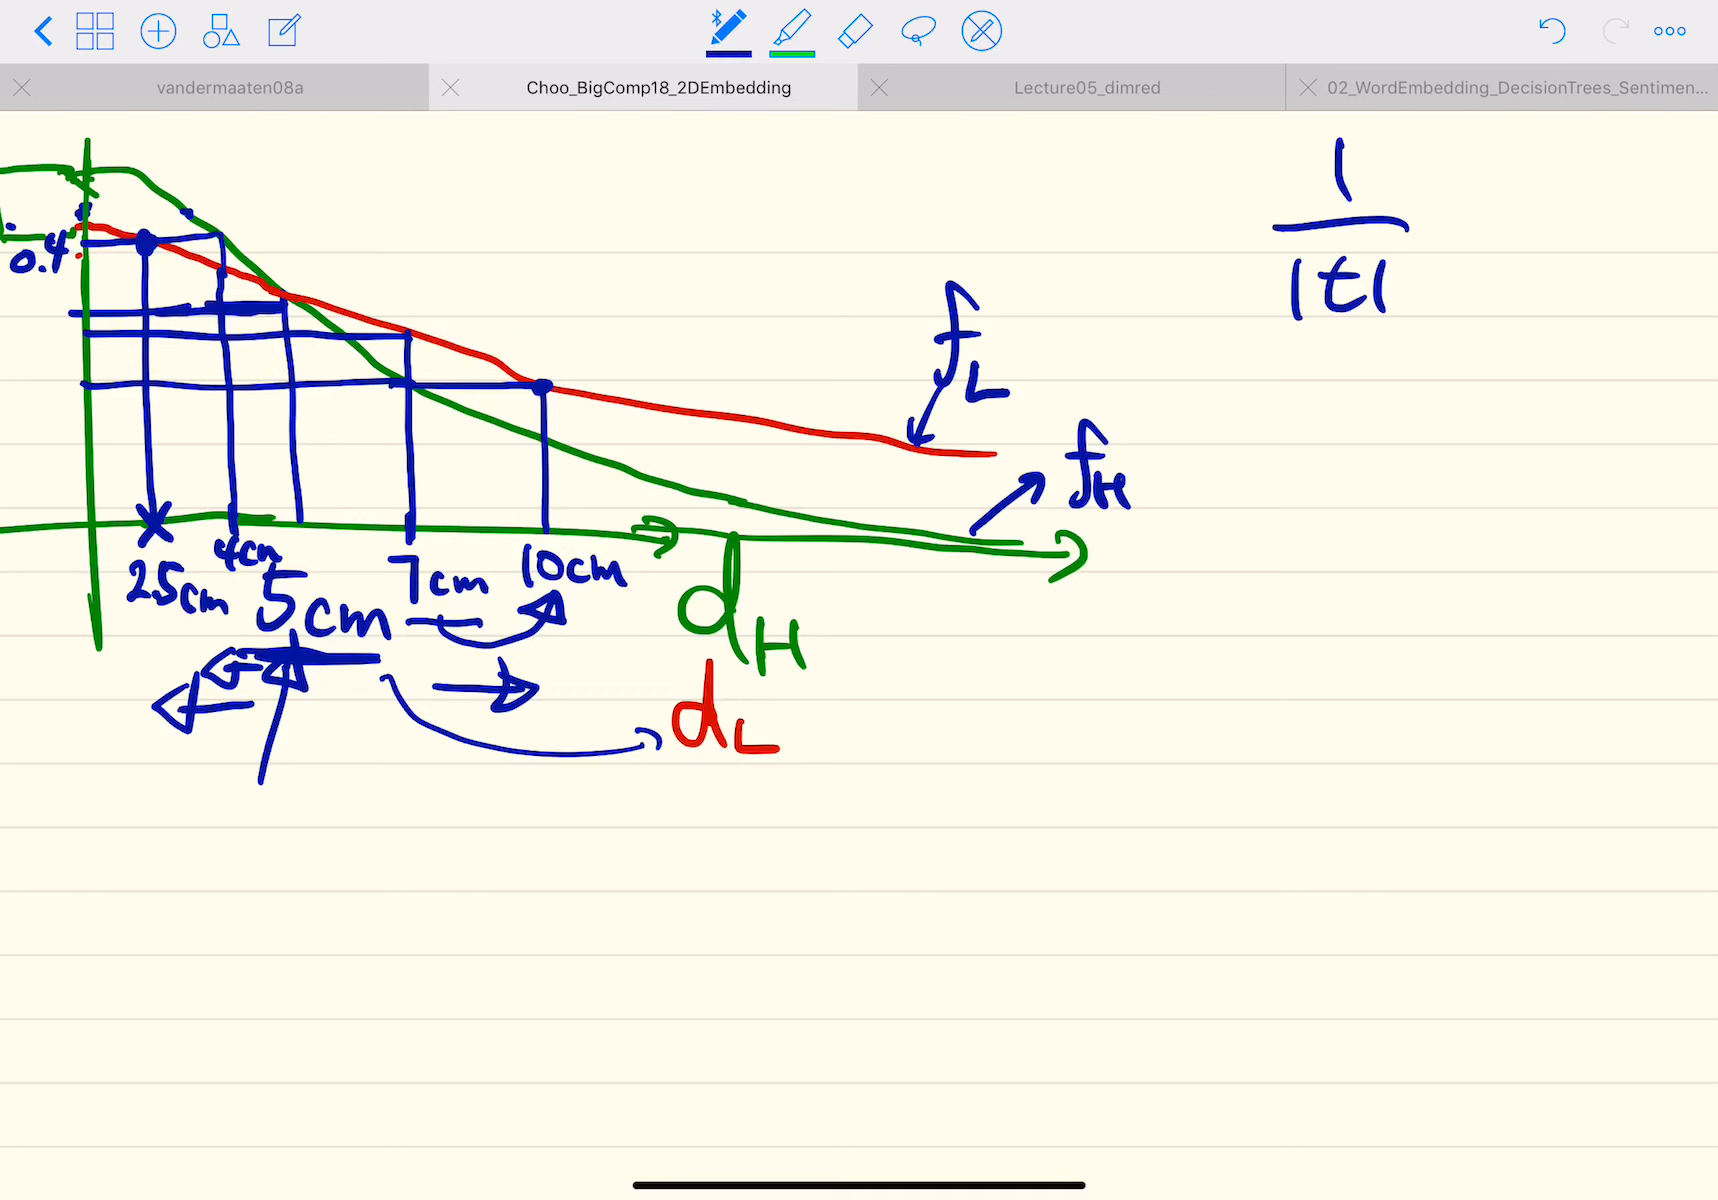 vandermaaten08a
Choo_BigComp18_2DEmbedding
Lecture05_dimred
02_WordEmbedding_DecisionTrees_Sentimen...
1
|t|
0.4
f_L
f_H
2.5cm
4cm
5cm
7cm
10cm
d_H
d_L